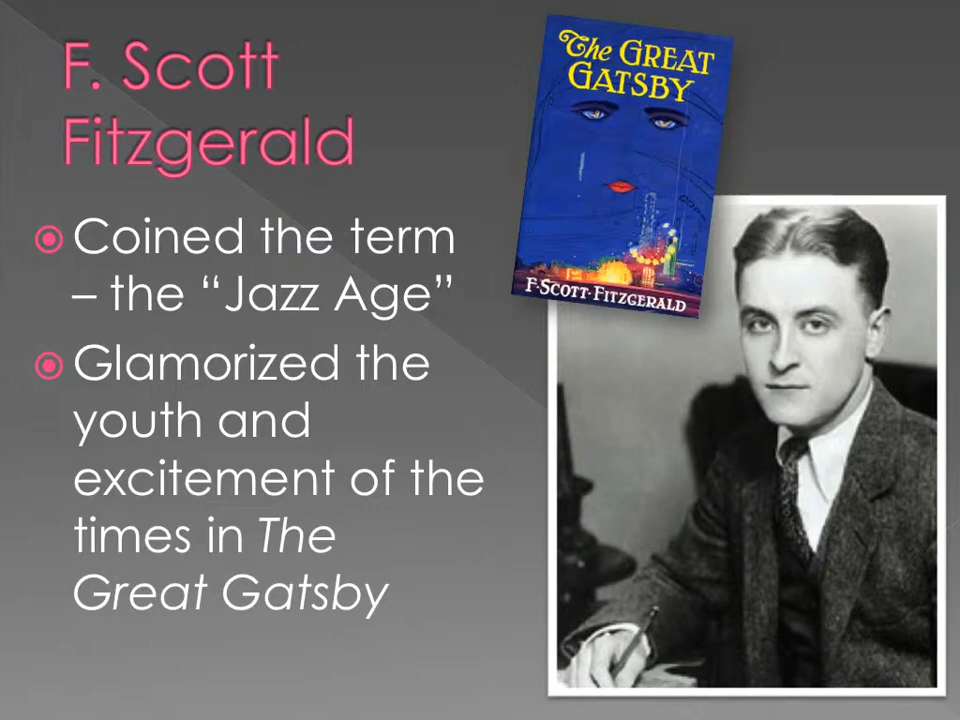 F. Scott
Fitzgerald
Coined the term
– the “Jazz Age”
Glamorized the
youth and
excitement of the
times in The
Great Gatsby
The GREAT
GATSBY
F·SCOTT·FITZGERALD